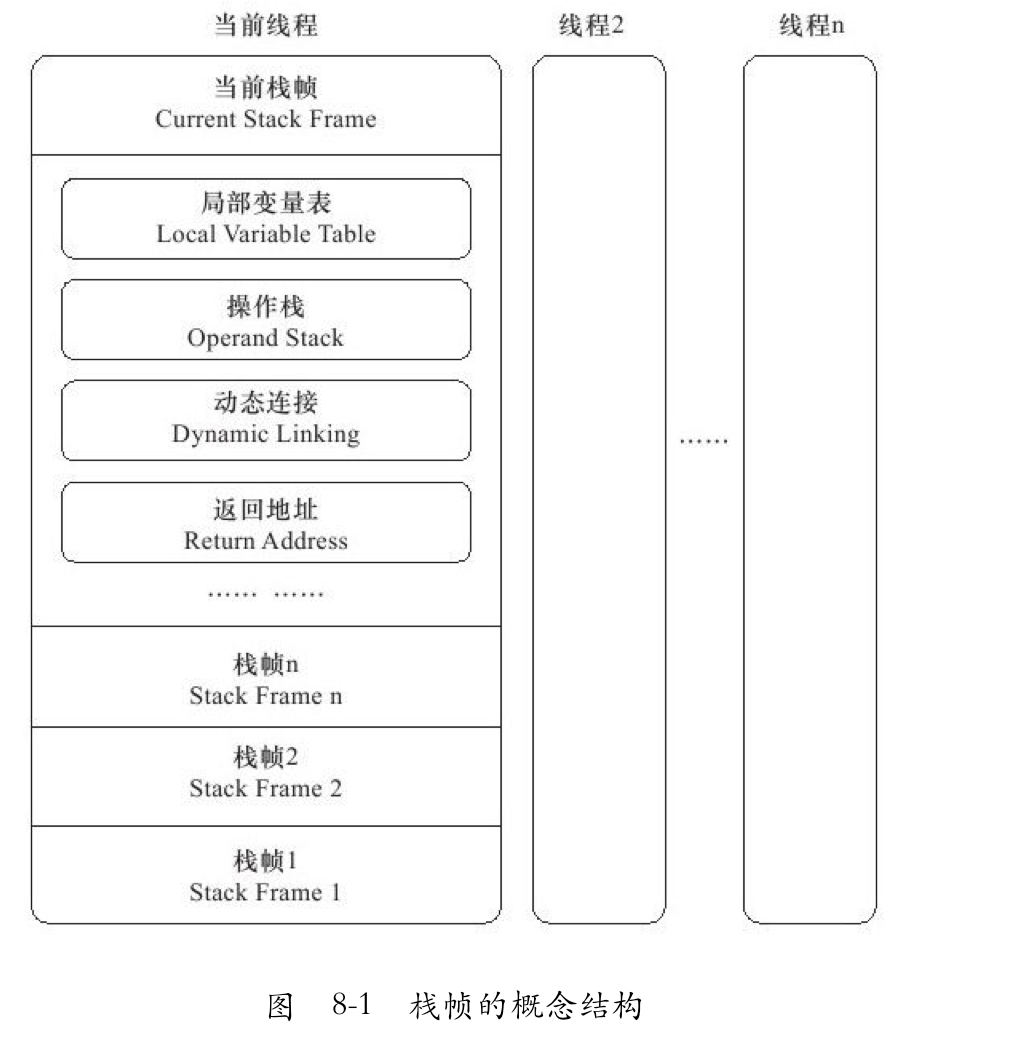 当前线程
线程2
线程n
当前栈帧
Current Stack Frame
局部变量表
Local Variable Table
操作栈
Operand Stack
动态连接
Dynamic Linking
返回地址
Return Address
…… ……
……
栈帧n
Stack Frame n
栈帧2
Stack Frame 2
栈帧1
Stack Frame 1
图 8-1 栈帧的概念结构